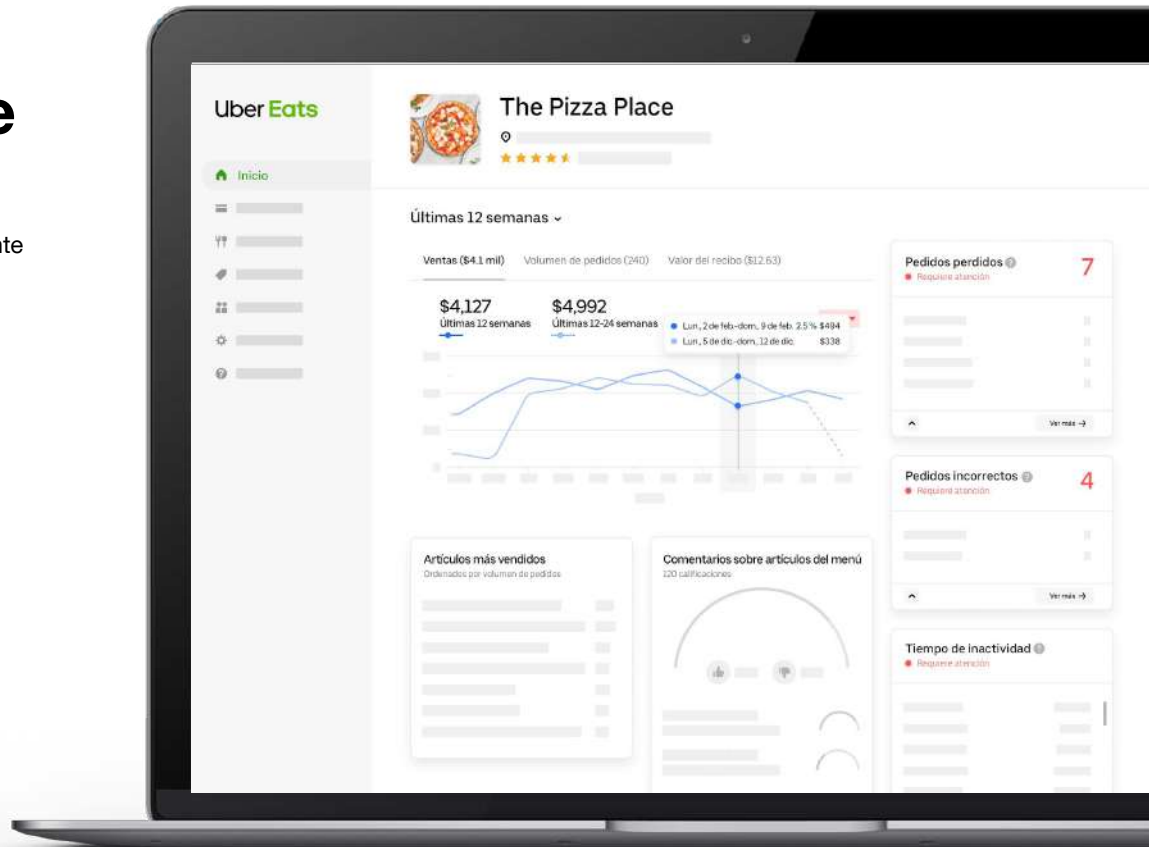 e
nte
Uber Eats
Inicio
The Pizza Place
Últimas 12 semanas
Ventas ($4.1 mil) Volumen de pedidos (240) Valor del recibo ($12.63)
$4,127
Últimas 12 semanas
$4,992
Últimas 12-24 semanas
Lun., 2 de feb-dom., 9 de feb. 2.5% $494
Lun., 5 de dic.-dom., 12 de dic. $338
Artículos más vendidos
Ordenados por volumen de pedidos
Comentarios sobre artículos del menú
120 calificaciones
Pedidos perdidos
7
Requiere atención
Ver más →
Pedidos incorrectos
4
Requiere atención
Ver más →
Tiempo de inactividad
Requiere atención